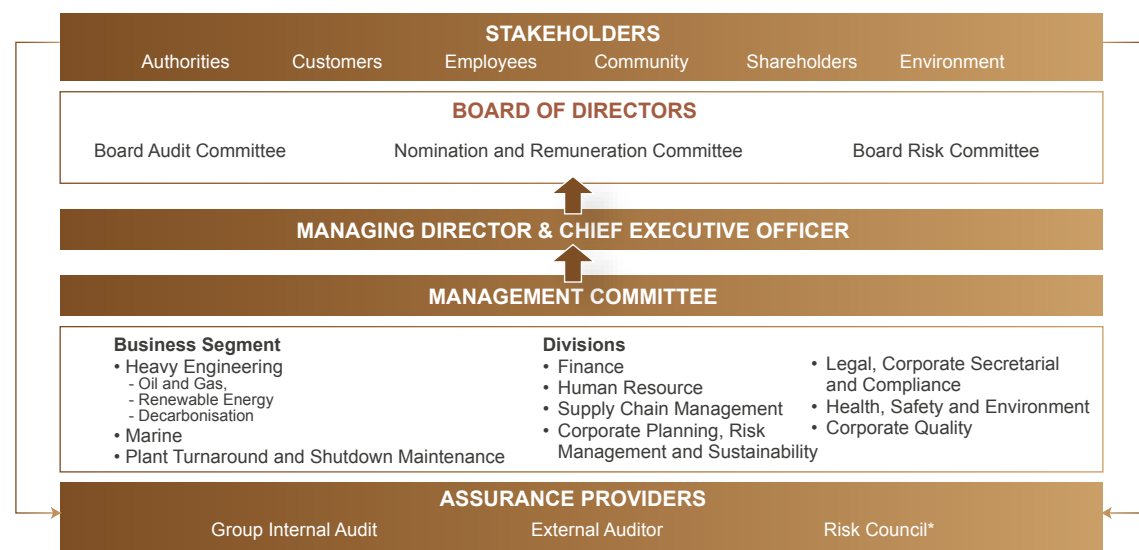 STAKEHOLDERS
Authorities Customers Employees Community Shareholders Environment
BOARD OF DIRECTORS
Board Audit Committee Nomination and Remuneration Committee Board Risk Committee
MANAGING DIRECTOR & CHIEF EXECUTIVE OFFICER
MANAGEMENT COMMITTEE
Business Segment
• Heavy Engineering
- Oil and Gas,
- Renewable Energy
- Decarbonisation
• Marine
• Plant Turnaround and Shutdown Maintenance
Divisions
• Finance
• Human Resource
• Supply Chain Management
• Corporate Planning, Risk
Management and Sustainability
• Legal, Corporate Secretarial
and Compliance
• Health, Safety and Environment
• Corporate Quality
ASSURANCE PROVIDERS
Group Internal Audit External Auditor Risk Council*